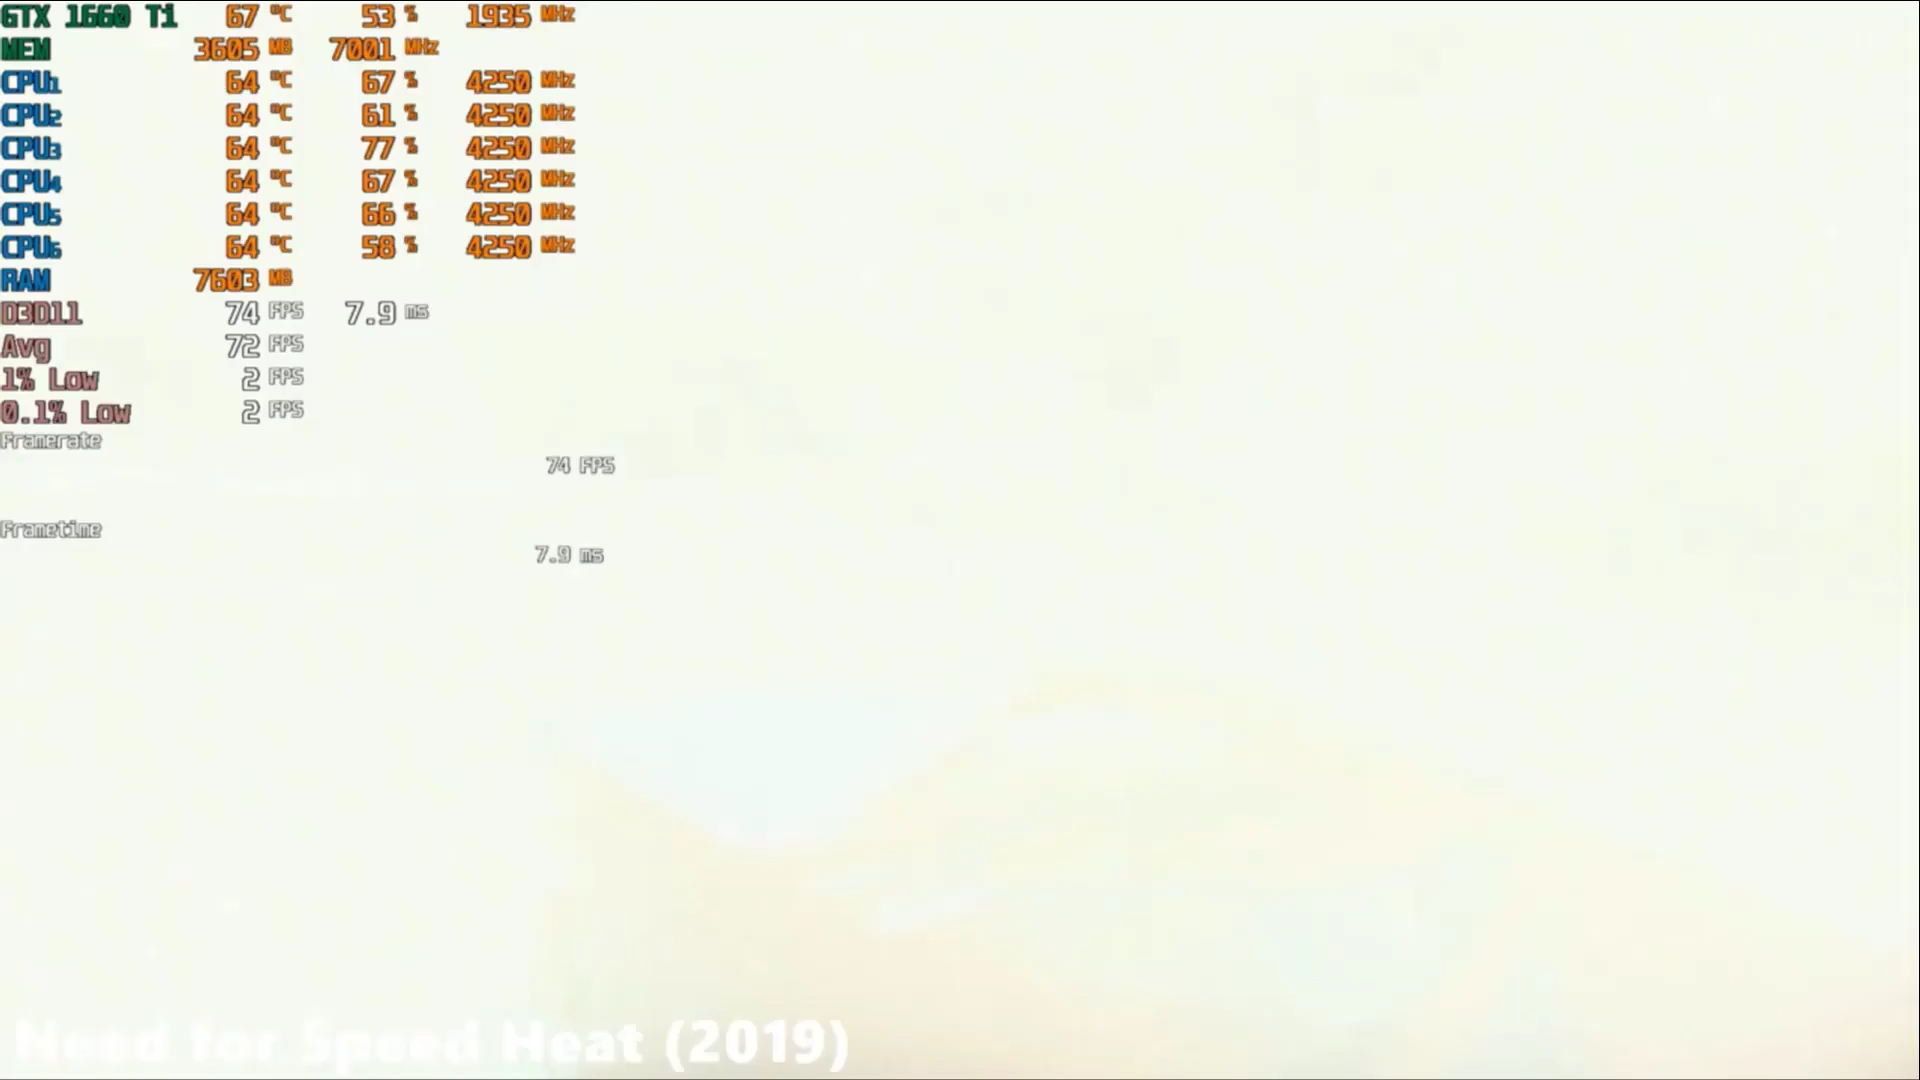 GTX 1660 Ti 67 °C 53 % 1935 MHz
MEM 3605 MB 7001 MHz
CPU1 64 °C 67 % 4250 MHz
CPU2 64 °C 61 % 4250 MHz
CPU3 64 °C 77 % 4250 MHz
CPU4 64 °C 67 % 4250 MHz
CPU5 64 °C 66 % 4250 MHz
CPU6 64 °C 58 % 4250 MHz
RAM 7603 MB
D3D11 74 FPS 7.9 ms
Avg 72 FPS
1% Low 2 FPS
0.1% Low 2 FPS
Framerate
74 FPS
Frametime
7.9 ms
Need for Speed Heat (2019)